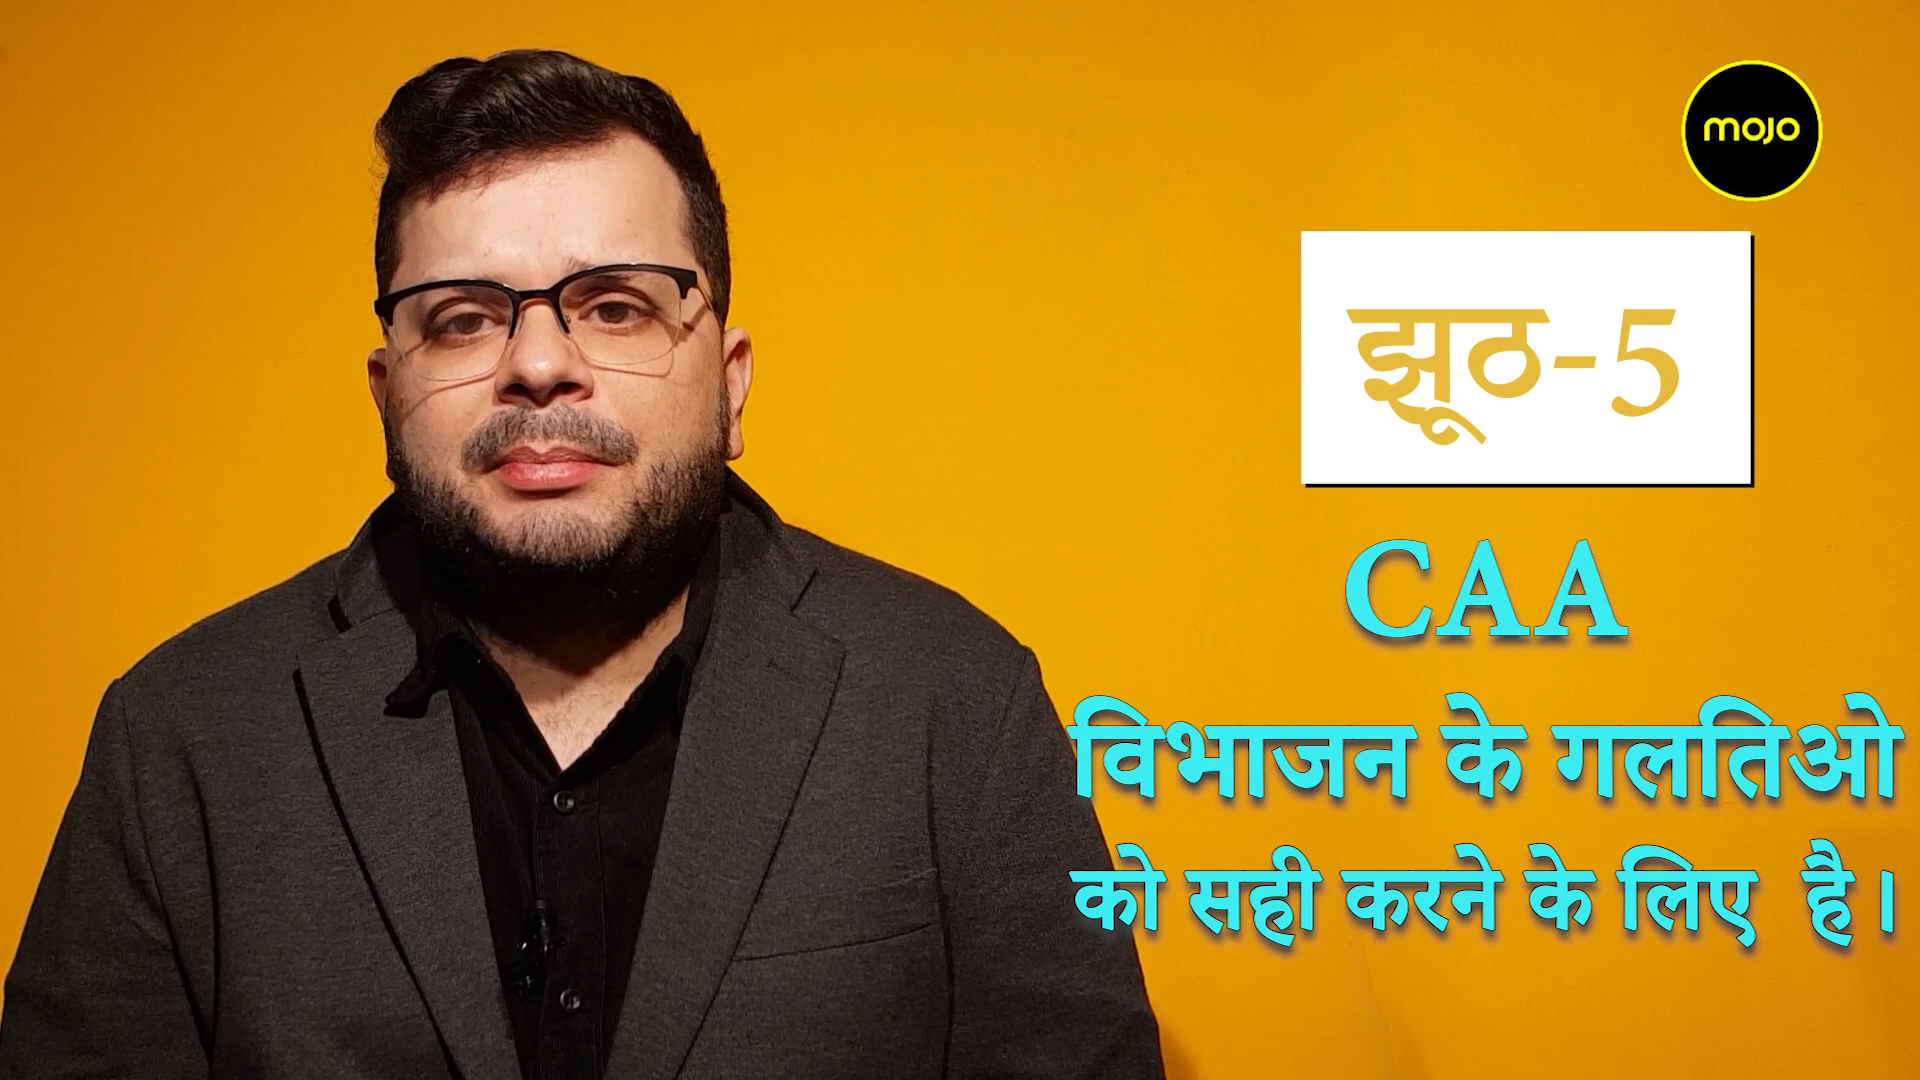 mojo
झूठ-5
CAA
विभाजन के गलतिओ
को सही करने के लिए है।